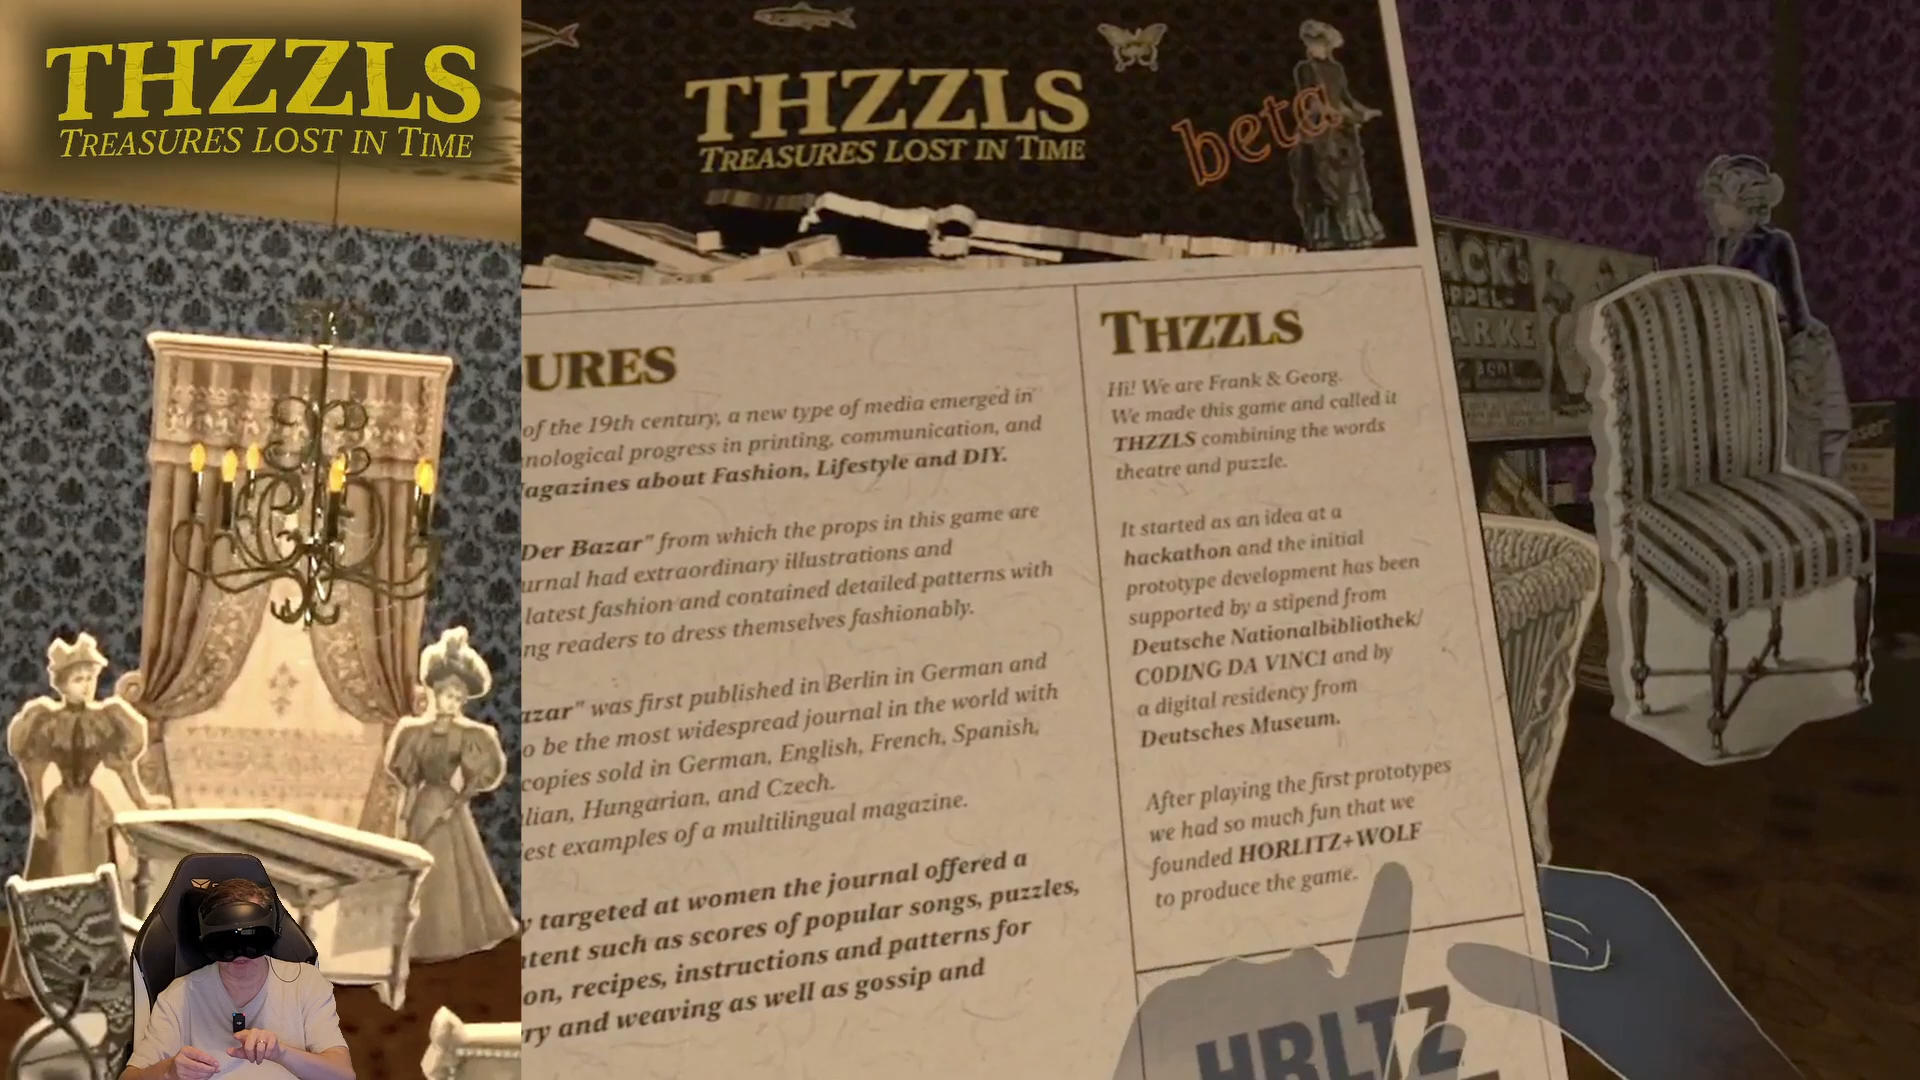 THZZLS
TREASURES LOST IN TIME
THZZLS
TREASURES LOST IN TIME
beta
URES
of the 19th century, a new type of media emerged in
nological progress in printing, communication, and
agazines about Fashion, Lifestyle and DIY.
Der Bazar" from which the props in this game are
urnal had extraordinary illustrations and
latest fashion and contained detailed patterns with
ng readers to dress themselves fashionably.
azar" was first published in Berlin in German and
o be the most widespread journal in the world with
copies sold in German, English, French, Spanish,
lian, Hungarian, and Czech.
est examples of a multilingual magazine.
y targeted at women the journal offered a
tent such as scores of popular songs, puzzles,
on, recipes, instructions and patterns for
ry and weaving as well as gossip and
THZZLS
Hi! We are Frank & Georg.
We made this game and called it
THZZLS combining the words
theatre and puzzle.
It started as an idea at a
hackathon and the initial
prototype development has been
supported by a stipend from
Deutsche Nationalbibliothek/
CODING DA VINCI and by
a digital residency from
Deutsches Museum.
After playing the first prototypes
we had so much fun that we
founded HORLITZ+WOLF
to produce the game.
HRLTZ
ACK's
PPEL-
ARKE